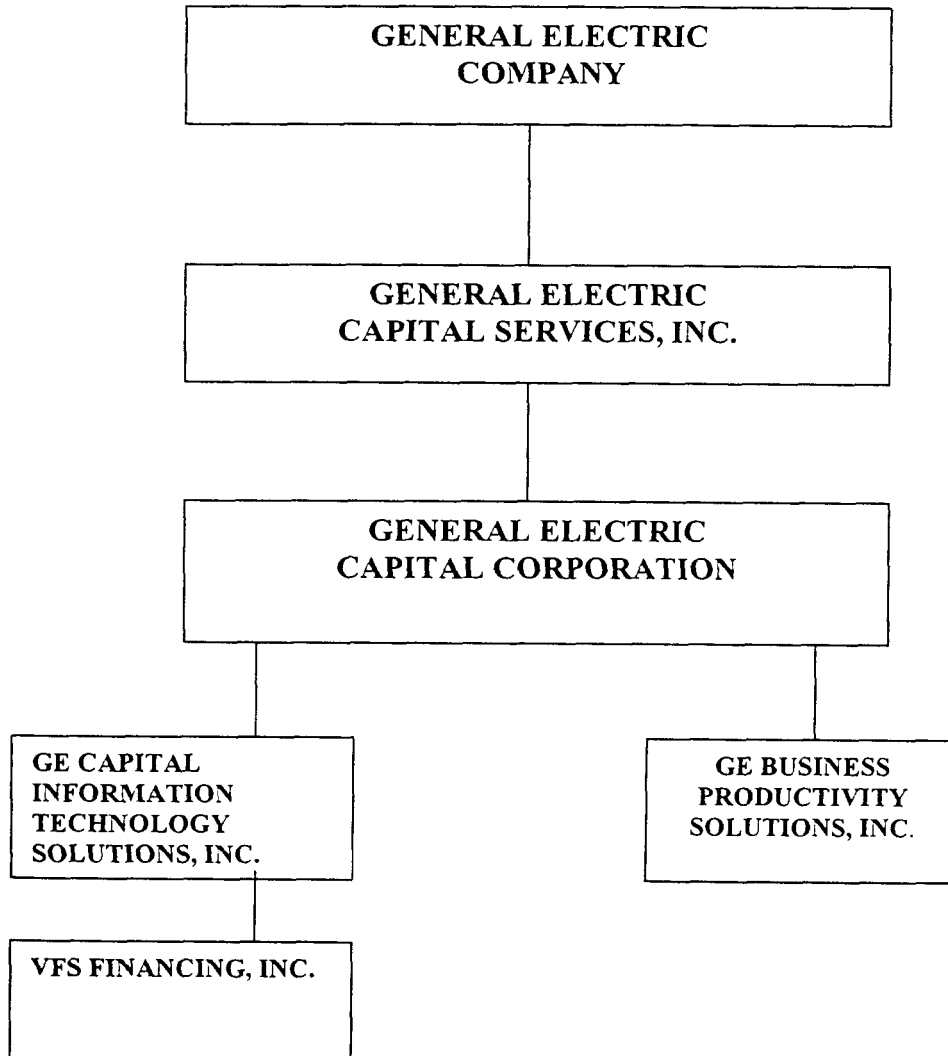 GENERAL ELECTRIC
COMPANY
GENERAL ELECTRIC
CAPITAL SERVICES, INC.
GENERAL ELECTRIC
CAPITAL CORPORATION
GE CAPITAL
INFORMATION
TECHNOLOGY
SOLUTIONS, INC.
GE BUSINESS
PRODUCTIVITY
SOLUTIONS, INC.
VFS FINANCING, INC.